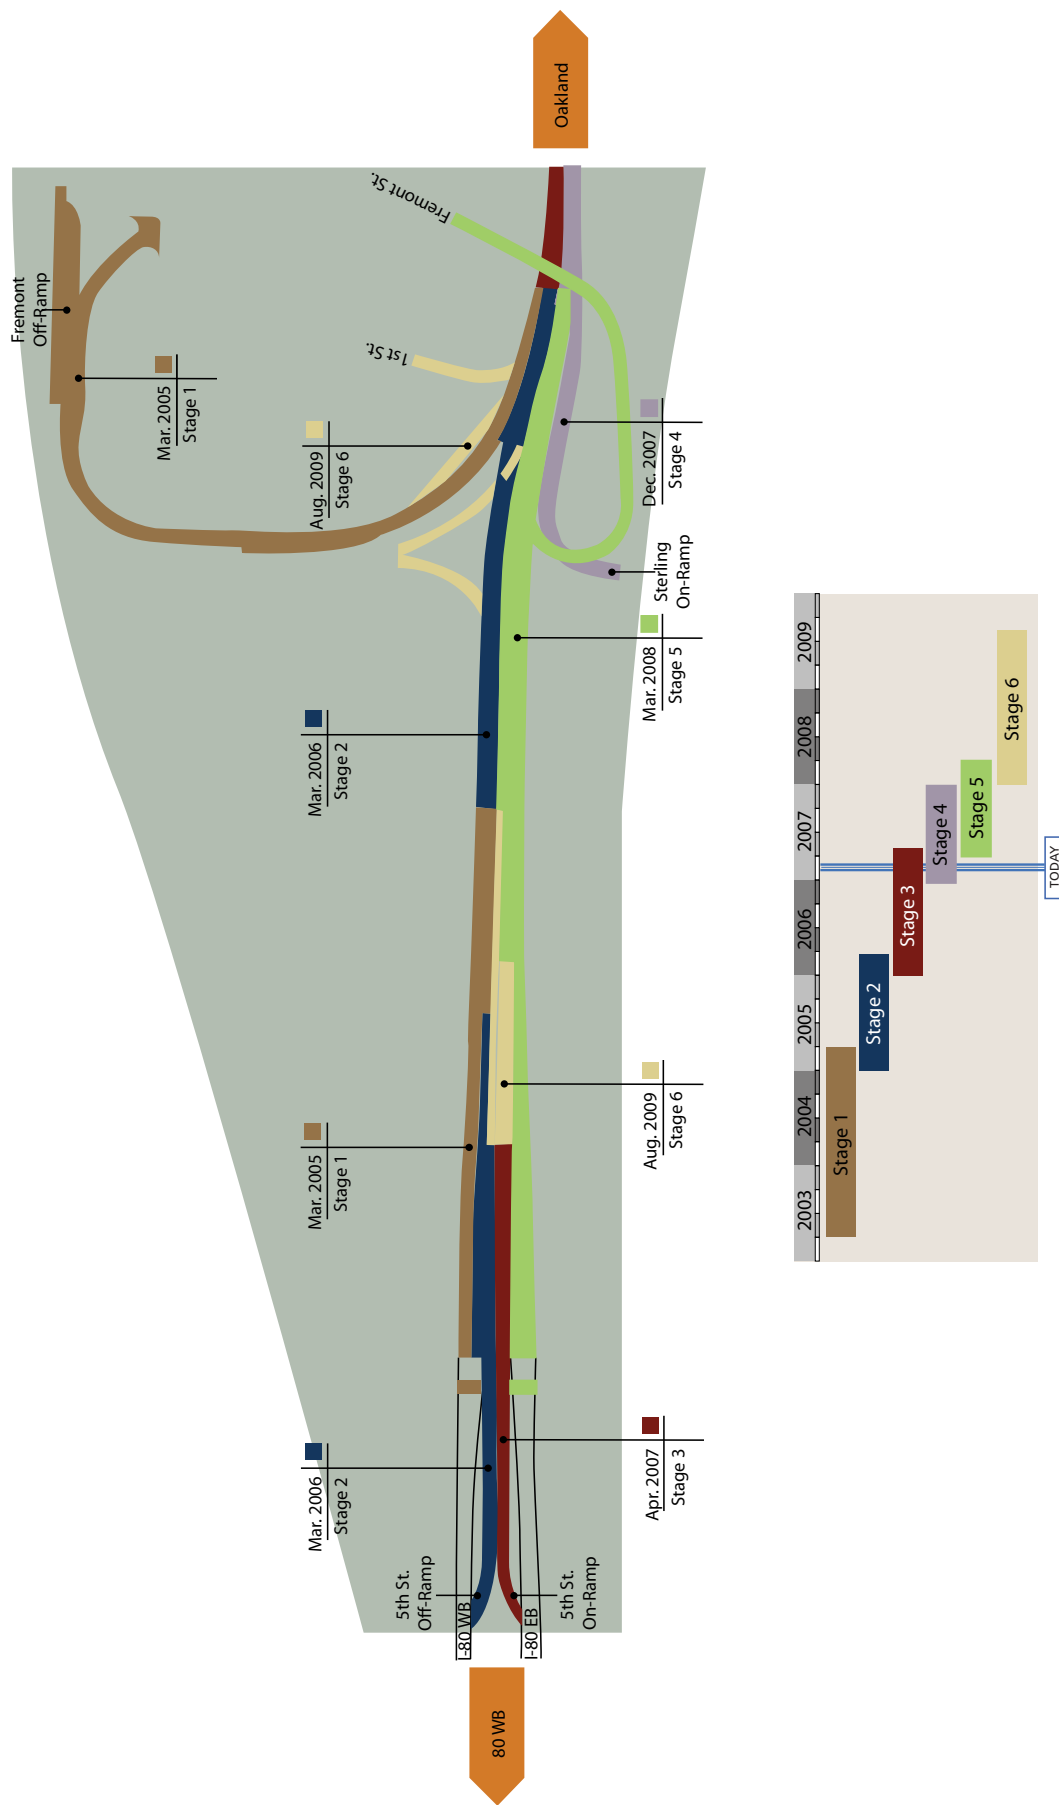 Oakland
Fremont St.
Fremont
Off-Ramp
1st St.
Mar. 2005
Stage 1
Aug. 2009
Stage 6
Dec. 2007
Stage 4
Sterling
On-Ramp
Mar. 2008
Stage 5
Mar. 2006
Stage 2
Mar. 2005
Stage 1
Aug. 2009
Stage 6
Mar. 2006
Stage 2
Apr. 2007
Stage 3
5th St.
Off-Ramp
5th St.
On-Ramp
I-80 WB
I-80 EB
80 WB
2003 2004 2005 2006 2007 2008 2009
Stage 1
Stage 2
Stage 3
Stage 4
Stage 5
Stage 6
TODAY